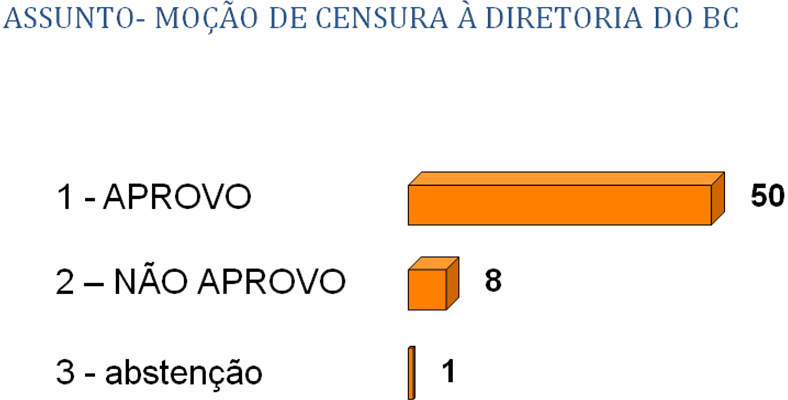 ASSUNTO- MOÇÃO DE CENSURA À DIRETORIA DO BC
1 - APROVO 50
2 – NÃO APROVO 8
3 - abstenção 1